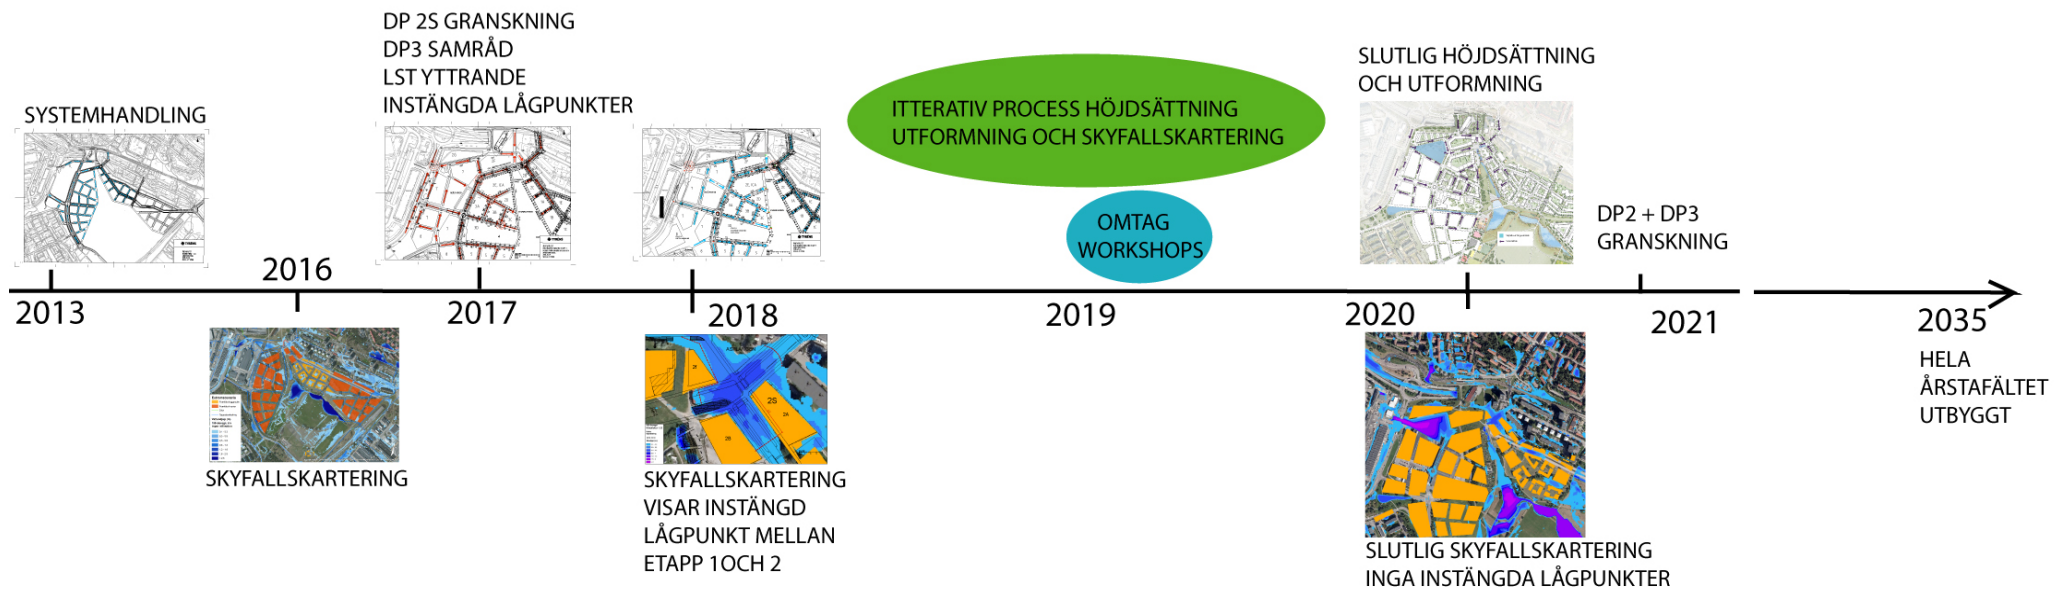 SYSTEMHANDLING
2013
2016
SKYFALLSKARTERING
DP 2S GRANSKNING
DP3 SAMRÅD
LST YTTRANDE
INSTÄNGDA LÅGPUNKTER
2017
2018
SKYFALLSKARTERING
VISAR INSTÄNGD
LÅGPUNKT MELLAN
ETAPP 1OCH 2
ITTERATIV PROCESS HÖJDSÄTTNING
UTFORMNING OCH SKYFALLSKARTERING
OMTAG
WORKSHOPS
2019
SLUTLIG HÖJDSÄTTNING
OCH UTFORMNING
2020
SLUTLIG SKYFALLSKARTERING
INGA INSTÄNGDA LÅGPUNKTER
DP2 + DP3
GRANSKNING
2021
2035
HELA
ÅRSTAFÄLTET
UTBYGGT